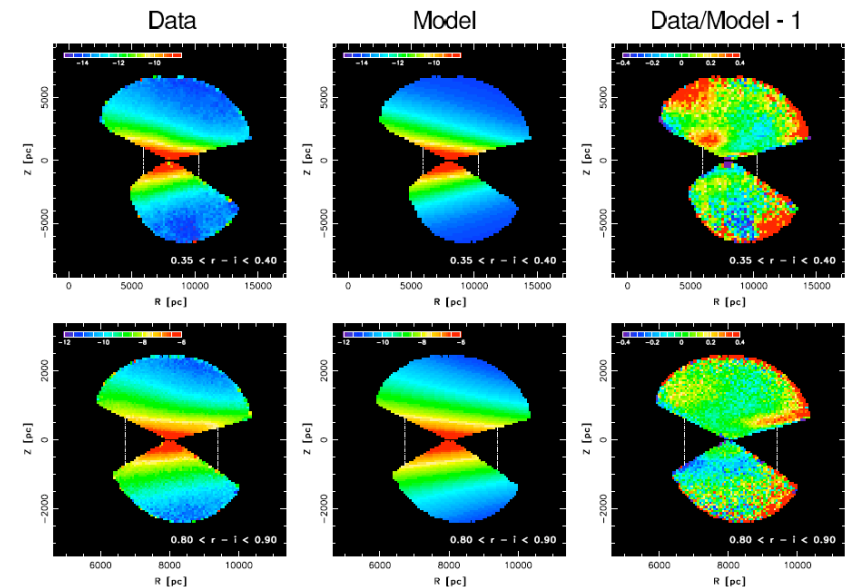 Data Model Data/Model - 1
-14 -12 -10
-14 -12 -10
-0.4 -0.2 0 0.2 0.4
Z [pc] Z [pc] Z [pc]
5000 5000 5000
0 0 0
-5000 -5000 -5000
0.35 < r - i < 0.40
0.35 < r - i < 0.40
0.35 < r - i < 0.40
0 5000 10000 15000
0 5000 10000 15000
0 5000 10000 15000
R [pc] R [pc] R [pc]
-12 -10 -8 -6
-12 -10 -8 -6
-0.4 -0.2 0 0.2 0.4
Z [pc] Z [pc] Z [pc]
2000 2000 2000
0 0 0
-2000 -2000 -2000
0.80 < r - i < 0.90
0.80 < r - i < 0.90
0.80 < r - i < 0.90
6000 8000 10000
6000 8000 10000
6000 8000 10000
R [pc] R [pc] R [pc]